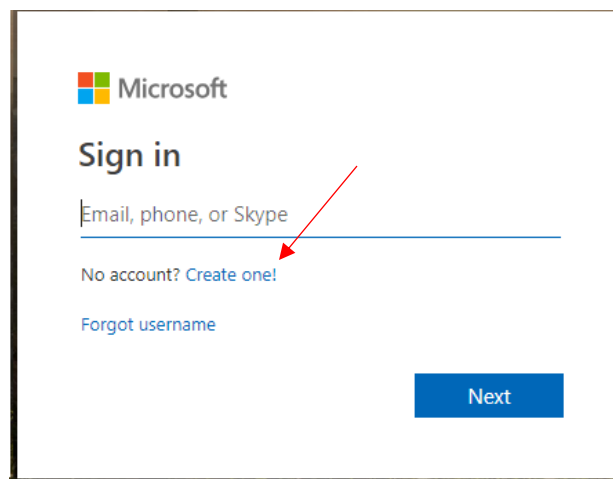 Microsoft
Sign in
Email, phone, or Skype
No account? Create one!
Forgot username
Next